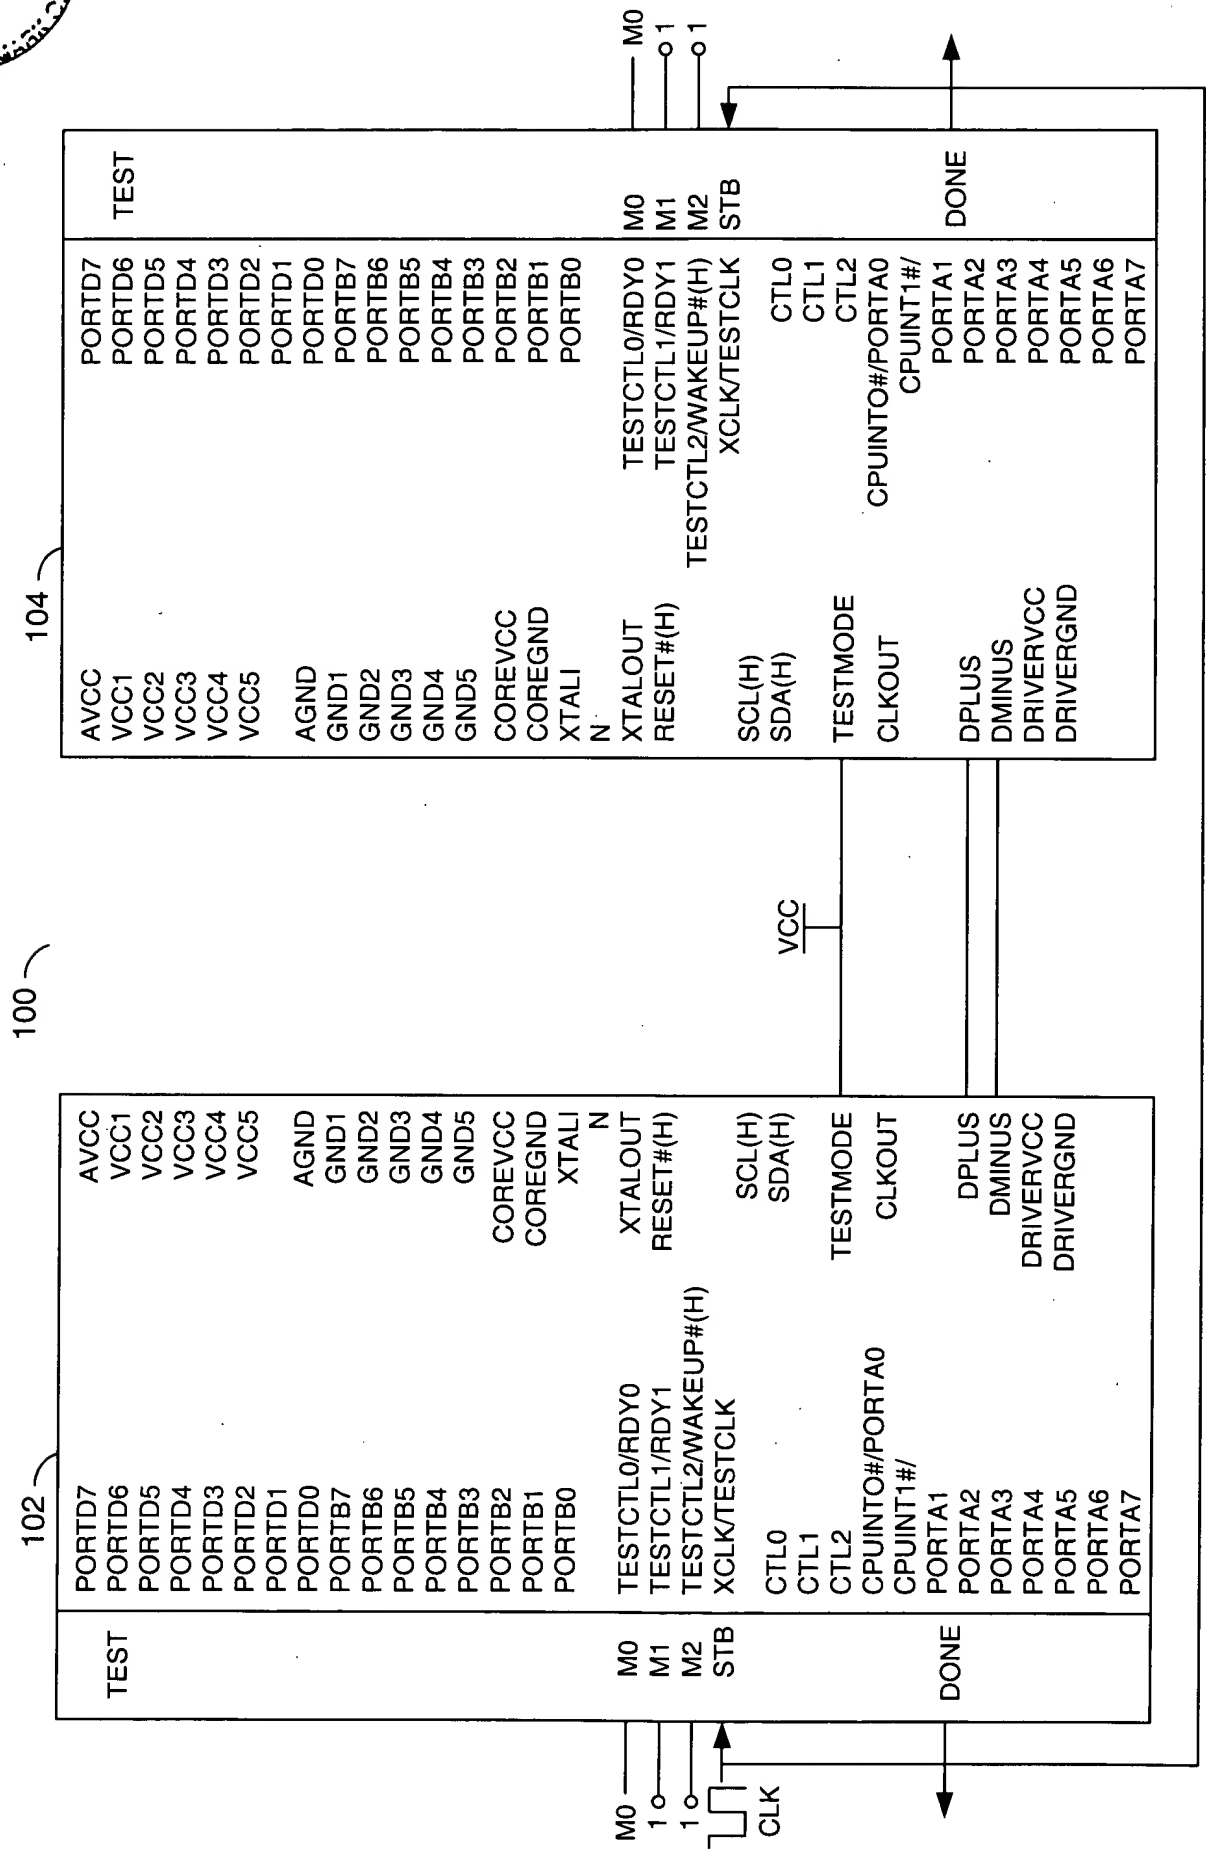 100
102
TEST
M0
M1
M2
STB
DONE
M0
1
1
CLK
PORTD7
PORTD6
PORTD5
PORTD4
PORTD3
PORTD2
PORTD1
PORTD0
PORTB7
PORTB6
PORTB5
PORTB4
PORTB3
PORTB2
PORTB1
PORTB0
TESTCTL0/RDY0
TESTCTL1/RDY1
TESTCTL2/WAKEUP#(H)
XCLK/TESTCLK
CTL0
CTL1
CTL2
CPUINTO#/PORTA0
CPUINT1#/
PORTA1
PORTA2
PORTA3
PORTA4
PORTA5
PORTA6
PORTA7
AVCC
VCC1
VCC2
VCC3
VCC4
VCC5
AGND
GND1
GND2
GND3
GND4
GND5
COREVCC
COREGND
XTALI
N
XTALOUT
RESET#(H)
SCL(H)
SDA(H)
TESTMODE
CLKOUT
DPLUS
DMINUS
DRIVERVCC
DRIVERGND
VCC
104
AVCC
VCC1
VCC2
VCC3
VCC4
VCC5
AGND
GND1
GND2
GND3
GND4
GND5
COREVCC
COREGND
XTALI
N
XTALOUT
RESET#(H)
SCL(H)
SDA(H)
TESTMODE
CLKOUT
DPLUS
DMINUS
DRIVERVCC
DRIVERGND
PORTD7
PORTD6
PORTD5
PORTD4
PORTD3
PORTD2
PORTD1
PORTD0
PORTB7
PORTB6
PORTB5
PORTB4
PORTB3
PORTB2
PORTB1
PORTB0
TESTCTL0/RDY0
TESTCTL1/RDY1
TESTCTL2/WAKEUP#(H)
XCLK/TESTCLK
CTL0
CTL1
CTL2
CPUINTO#/PORTA0
CPUINT1#/
PORTA1
PORTA2
PORTA3
PORTA4
PORTA5
PORTA6
PORTA7
TEST
M0
M1
M2
STB
DONE
M0
1
1